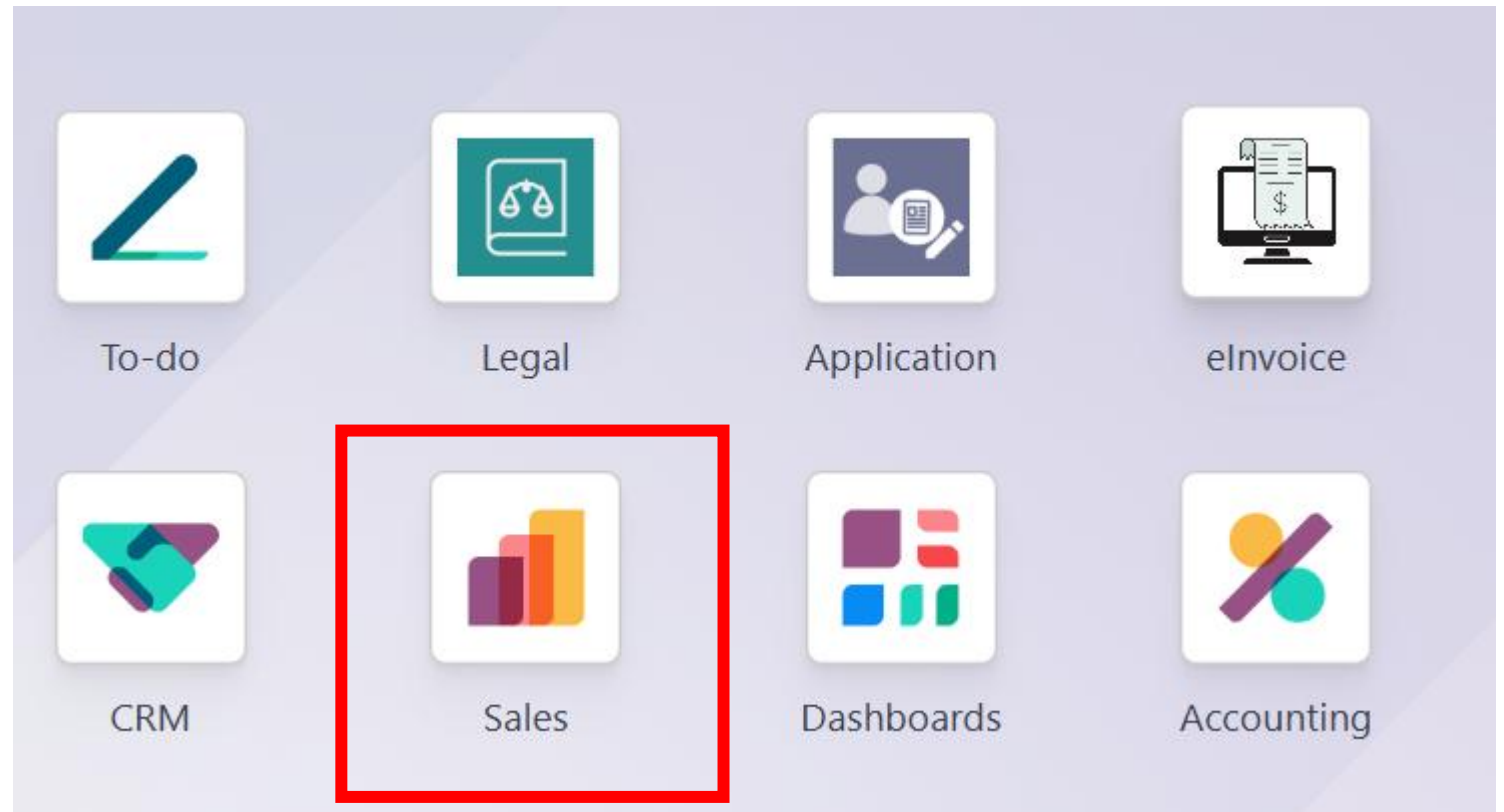 To-do
Legal
Application
eInvoice
$
CRM
Sales
Dashboards
Accounting